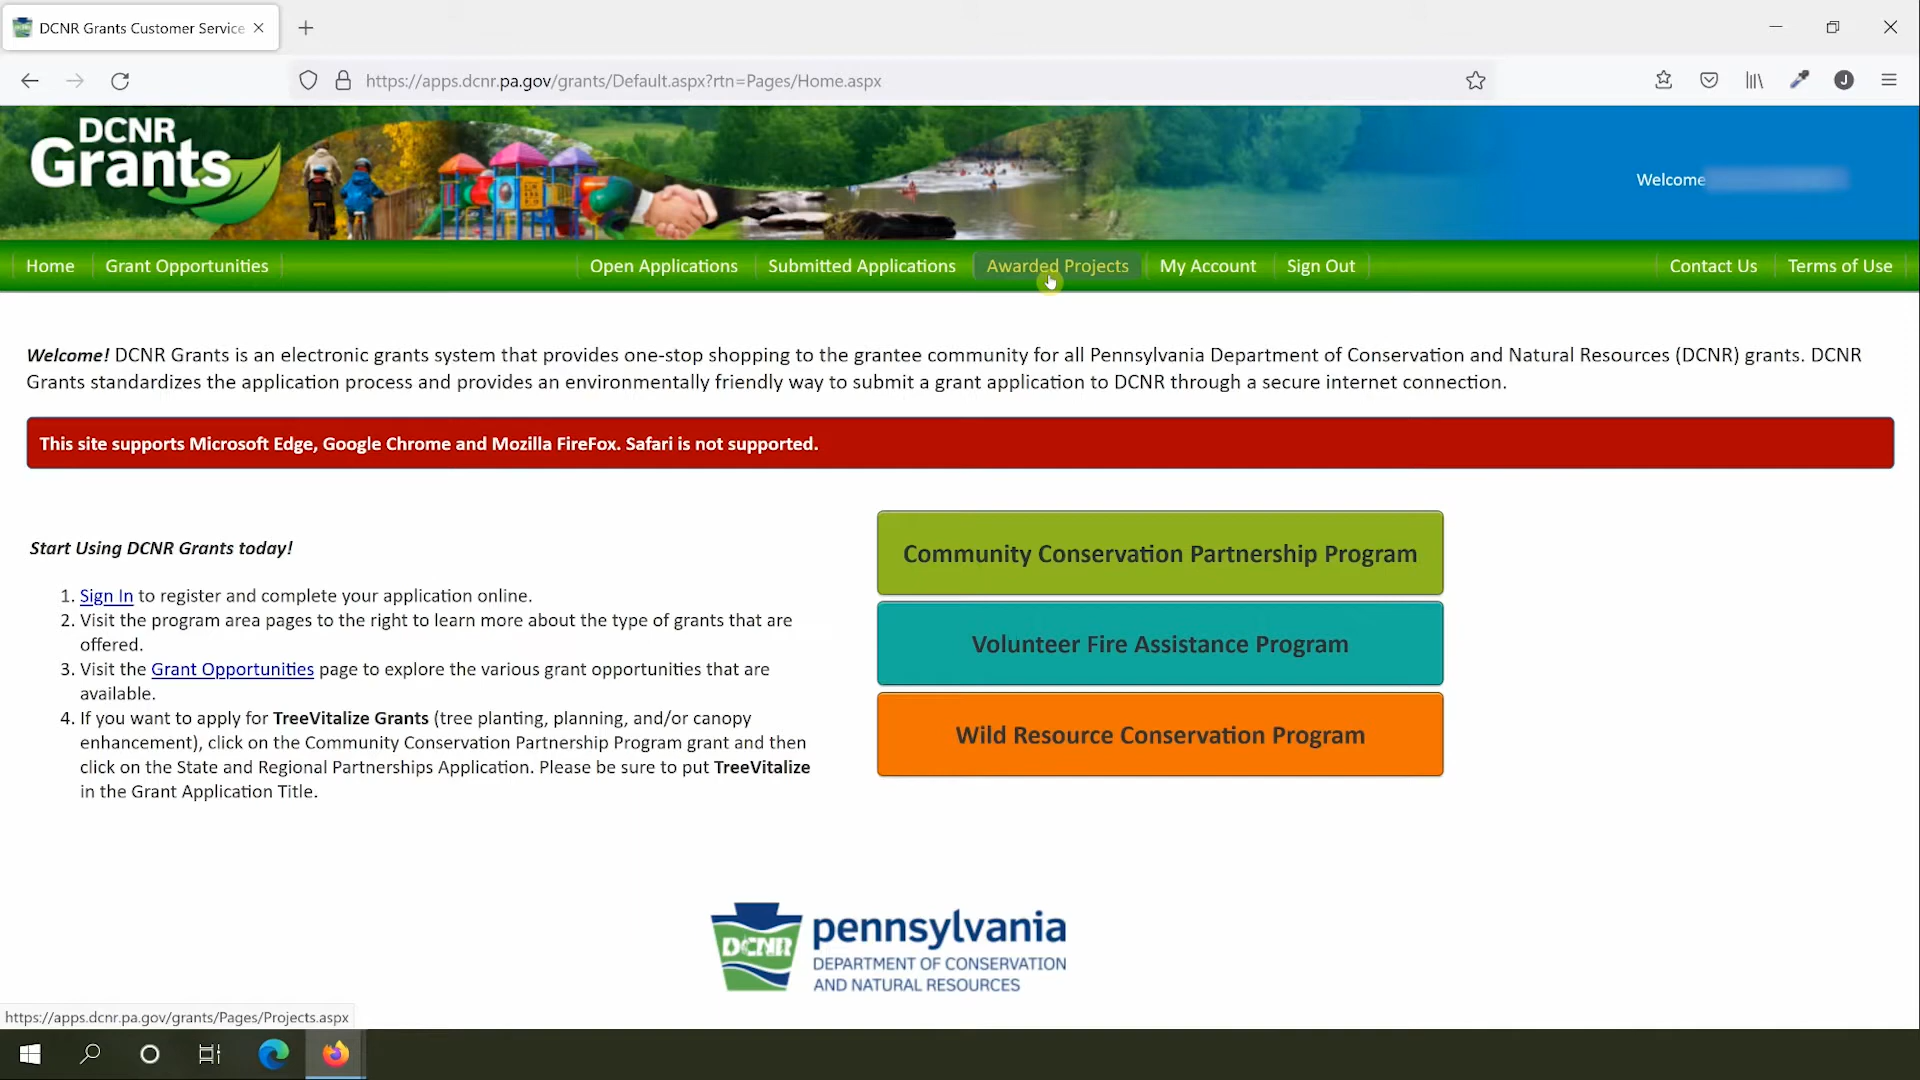 DCNR Grants Customer Service
https://apps.dcnr.pa.gov/grants/Default.aspx?rtn=Pages/Home.aspx
J
DCNR
Grants
Welcome
Home
Grant Opportunities
Open Applications
Submitted Applications
Awarded Projects
My Account
Sign Out
Contact Us
Terms of Use
Welcome! DCNR Grants is an electronic grants system that provides one-stop shopping to the grantee community for all Pennsylvania Department of Conservation and Natural Resources (DCNR) grants. DCNR
Grants standardizes the application process and provides an environmentally friendly way to submit a grant application to DCNR through a secure internet connection.
This site supports Microsoft Edge, Google Chrome and Mozilla FireFox. Safari is not supported.
Start Using DCNR Grants today!
1. Sign In to register and complete your application online.
2. Visit the program area pages to the right to learn more about the type of grants that are
offered.
3. Visit the Grant Opportunities page to explore the various grant opportunities that are
available.
4. If you want to apply for TreeVitalize Grants (tree planting, planning, and/or canopy
enhancement), click on the Community Conservation Partnership Program grant and then
click on the State and Regional Partnerships Application. Please be sure to put TreeVitalize
in the Grant Application Title.
Community Conservation Partnership Program
Volunteer Fire Assistance Program
Wild Resource Conservation Program
DCNR
pennsylvania
DEPARTMENT OF CONSERVATION
AND NATURAL RESOURCES
https://apps.dcnr.pa.gov/grants/Pages/Projects.aspx